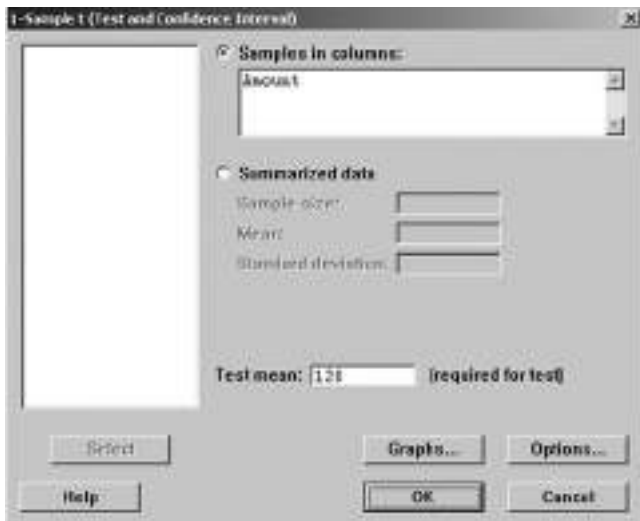 1-Sample t (Test and Confidence Interval)
Samples in columns:
Amount
Summarized data
Sample size:
Mean:
Standard deviation:
Test mean: 120 (required for test)
Select
Graphs...
Options...
Help
OK
Cancel